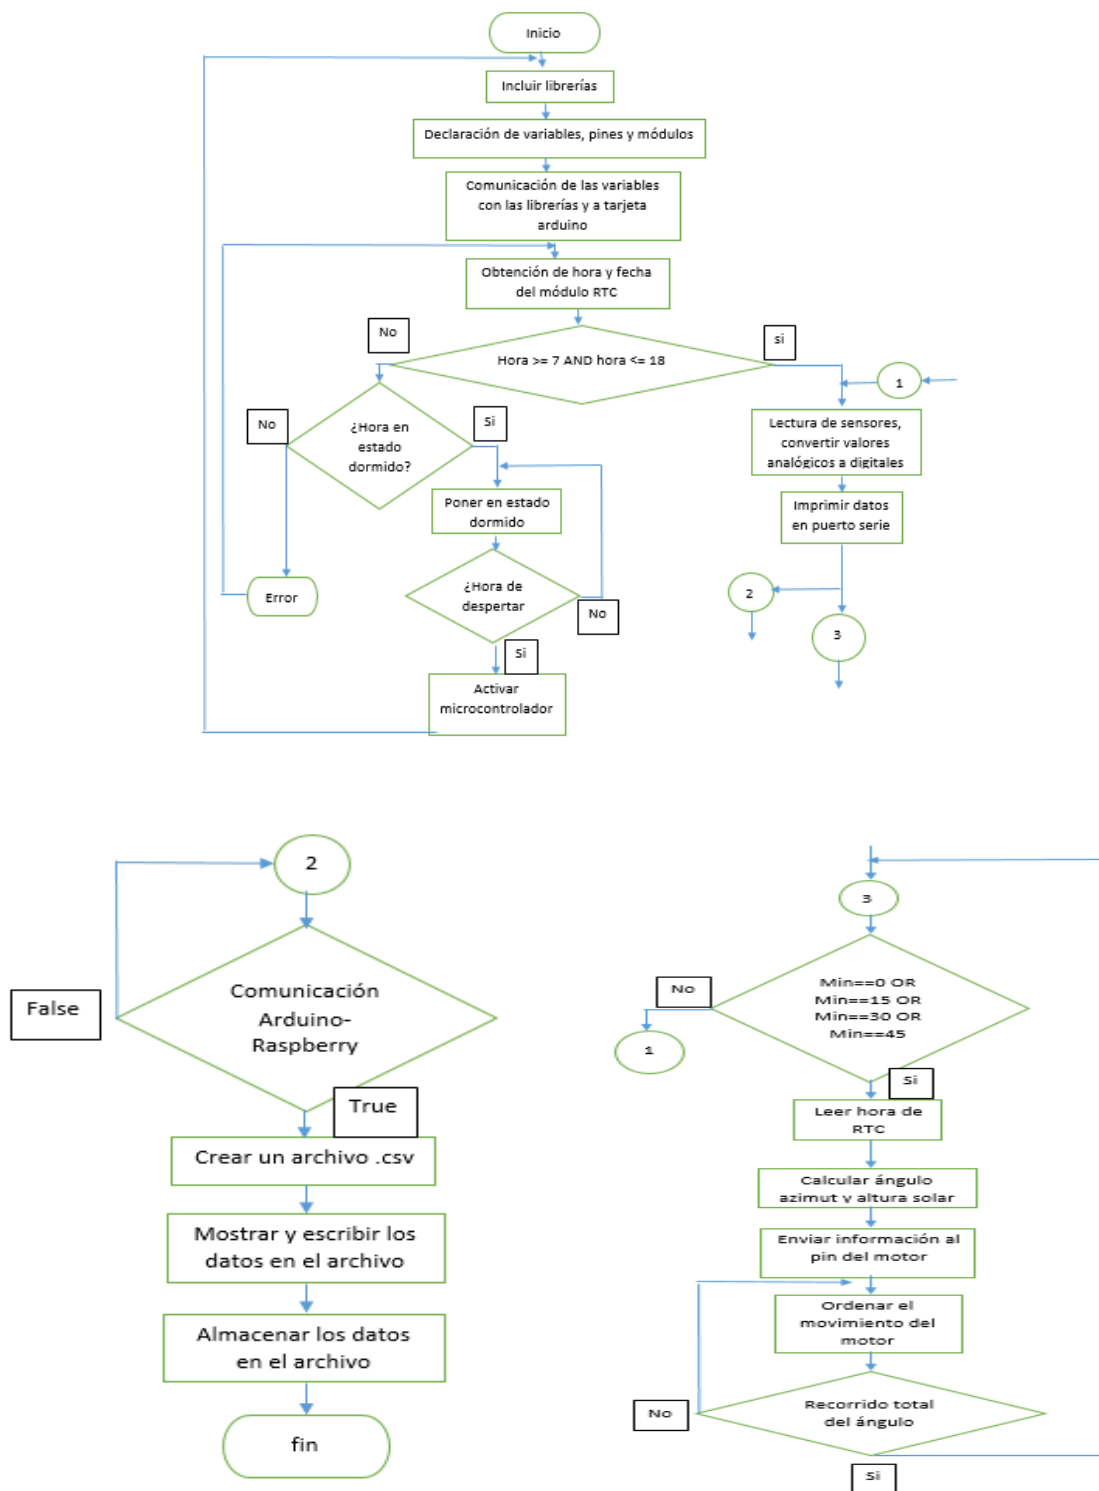 Inicio
Incluir librerías
Declaración de variables, pines y módulos
Comunicación de las variables
con las librerías y a tarjeta
arduino
Obtención de hora y fecha
del módulo RTC
No
si
Hora >= 7 AND hora <= 18
1
No
¿Hora en
estado
dormido?
Si
Lectura de sensores,
convertir valores
analógicos a digitales
Poner en estado
dormido
Imprimir datos
en puerto serie
Error
¿Hora de
despertar
No
2
3
Si
Activar
microcontrolador
2
False
Comunicación
Arduino-
Raspberry
True
Crear un archivo .csv
Mostrar y escribir los
datos en el archivo
Almacenar los datos
en el archivo
fin
3
No
Min==0 OR
Min==15 OR
Min==30 OR
Min==45
1
Si
Leer hora de
RTC
Calcular ángulo
azimut y altura solar
Enviar información al
pin del motor
Ordenar el
movimiento del
motor
No
Recorrido total
del ángulo
Si